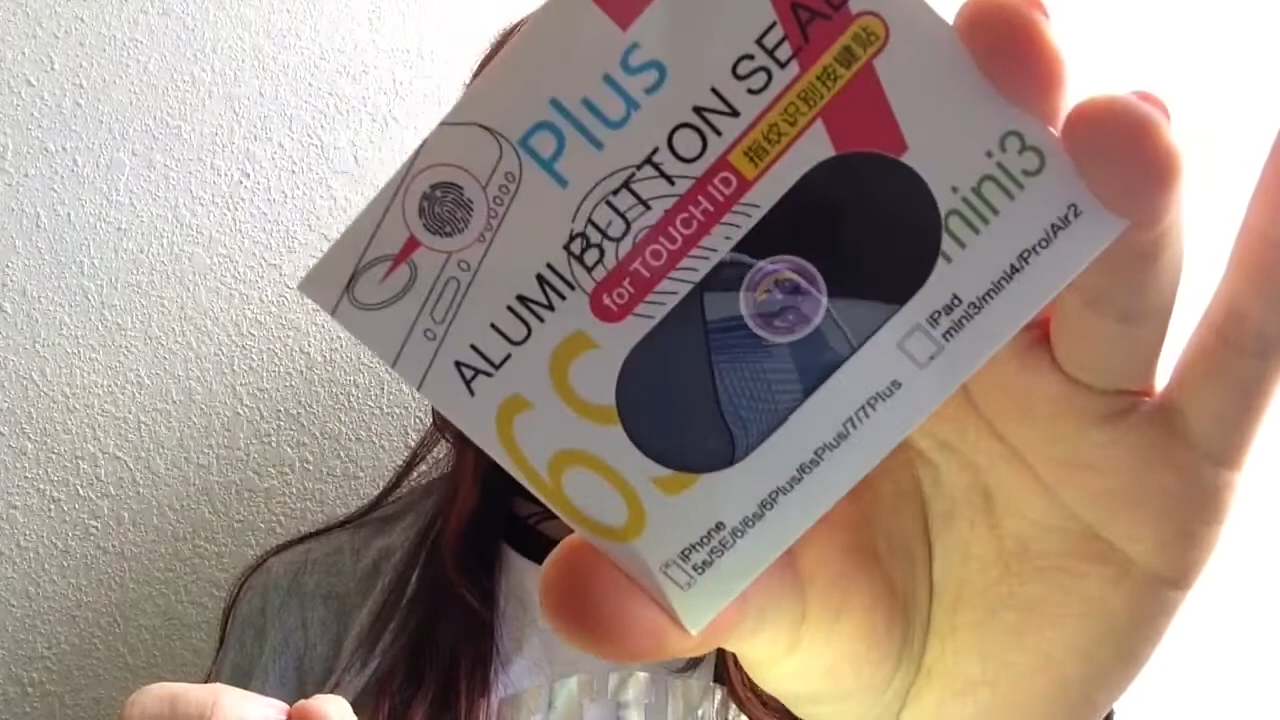 Plus
ALUMI BUTTON SEAL
for TOUCH ID 指纹识别按键贴
6S
mini3
iPhone
5s/SE/6/6s/6Plus/6sPlus/7/7Plus
iPad
mini3/mini4/Pro/Air2